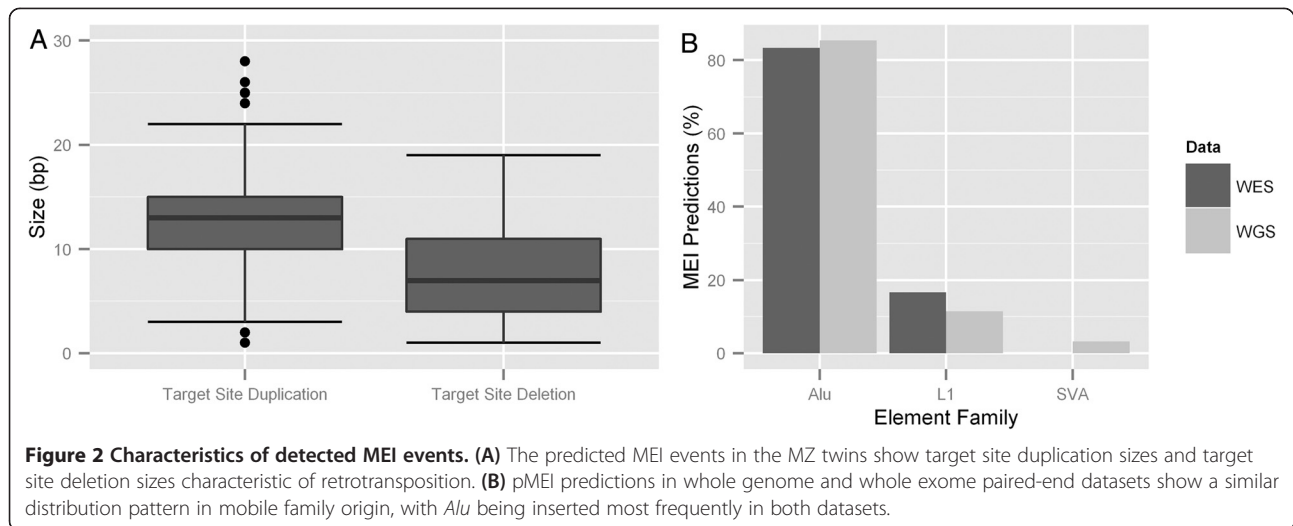 A
30
20
10
0
Size (bp)
Target Site Duplication
Target Site Deletion
B
80
60
40
20
0
MEI Predictions (%)
Alu
L1
SVA
Element Family
Data
WES
WGS
Figure 2 Characteristics of detected MEI events. (A) The predicted MEI events in the MZ twins show target site duplication sizes and target
site deletion sizes characteristic of retrotransposition. (B) pMEI predictions in whole genome and whole exome paired-end datasets show a similar
distribution pattern in mobile family origin, with Alu being inserted most frequently in both datasets.